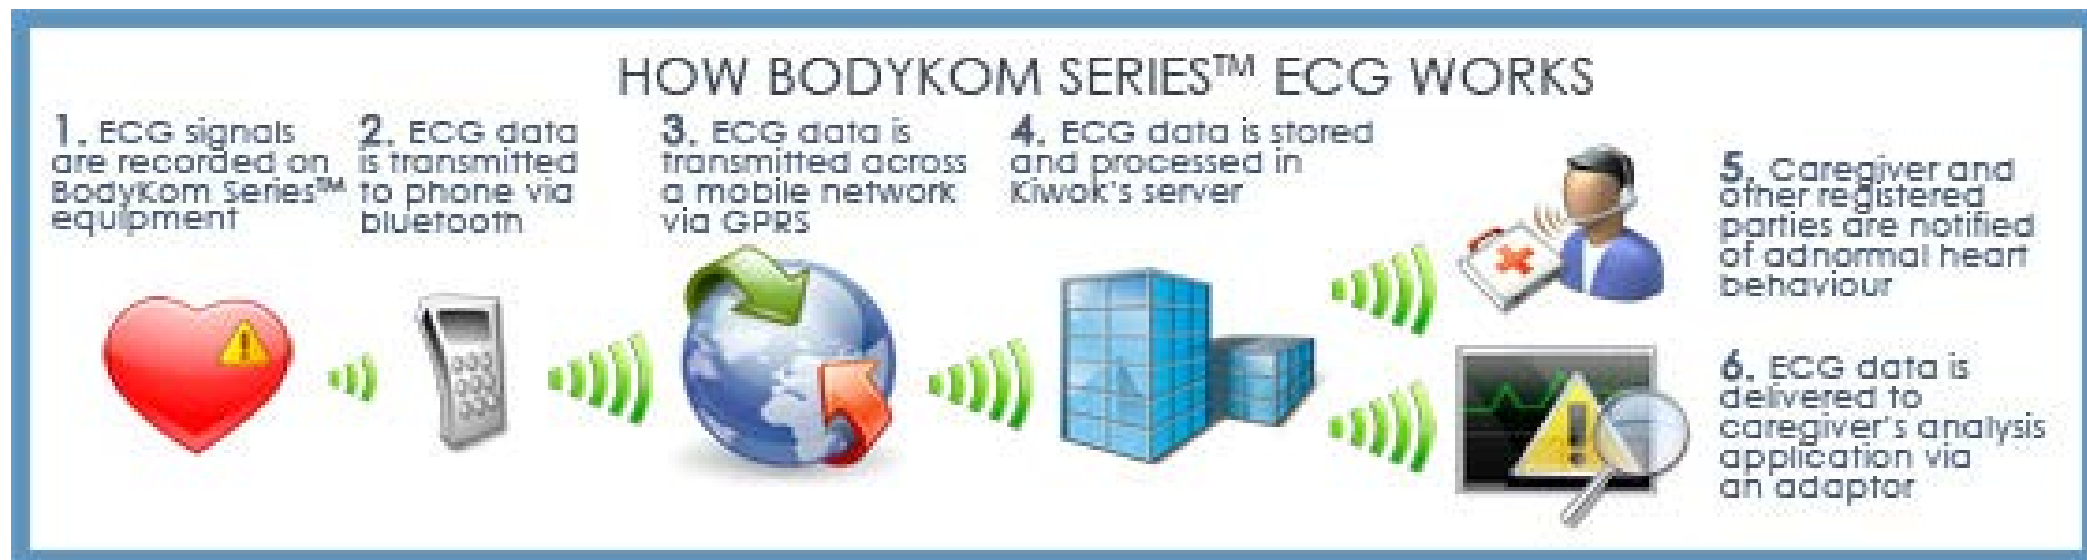 HOW BODYKOM SERIES™ ECG WORKS
1. ECG signals
are recorded on
BodyKom Series™
equipment
2. ECG data
is transmitted
to phone via
bluetooth
3. ECG data is
transmitted across
a mobile network
via GPRS
4. ECG data is stored
and processed in
Kiwok's server
5. Caregiver and
other registered
parties are notified
of adnormal heart
behaviour
6. ECG data is
delivered to
caregiver's analysis
application via
an adaptor